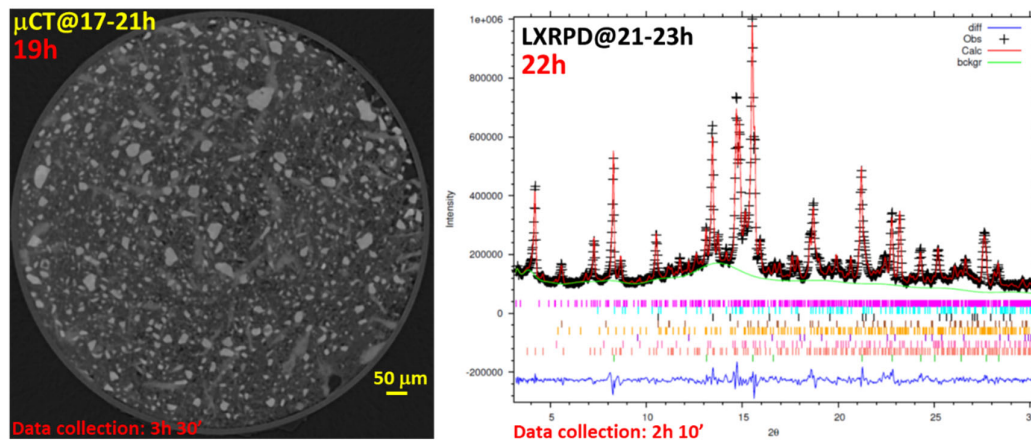 μCT@17-21h
19h
50 μm
Data collection: 3h 30’
LXRPD@21-23h
22h
diff
Obs
Calc
bckgr
1e+006
800000
600000
400000
200000
0
-200000
Intensity
5 10 15 20 25 30
2θ
Data collection: 2h 10’